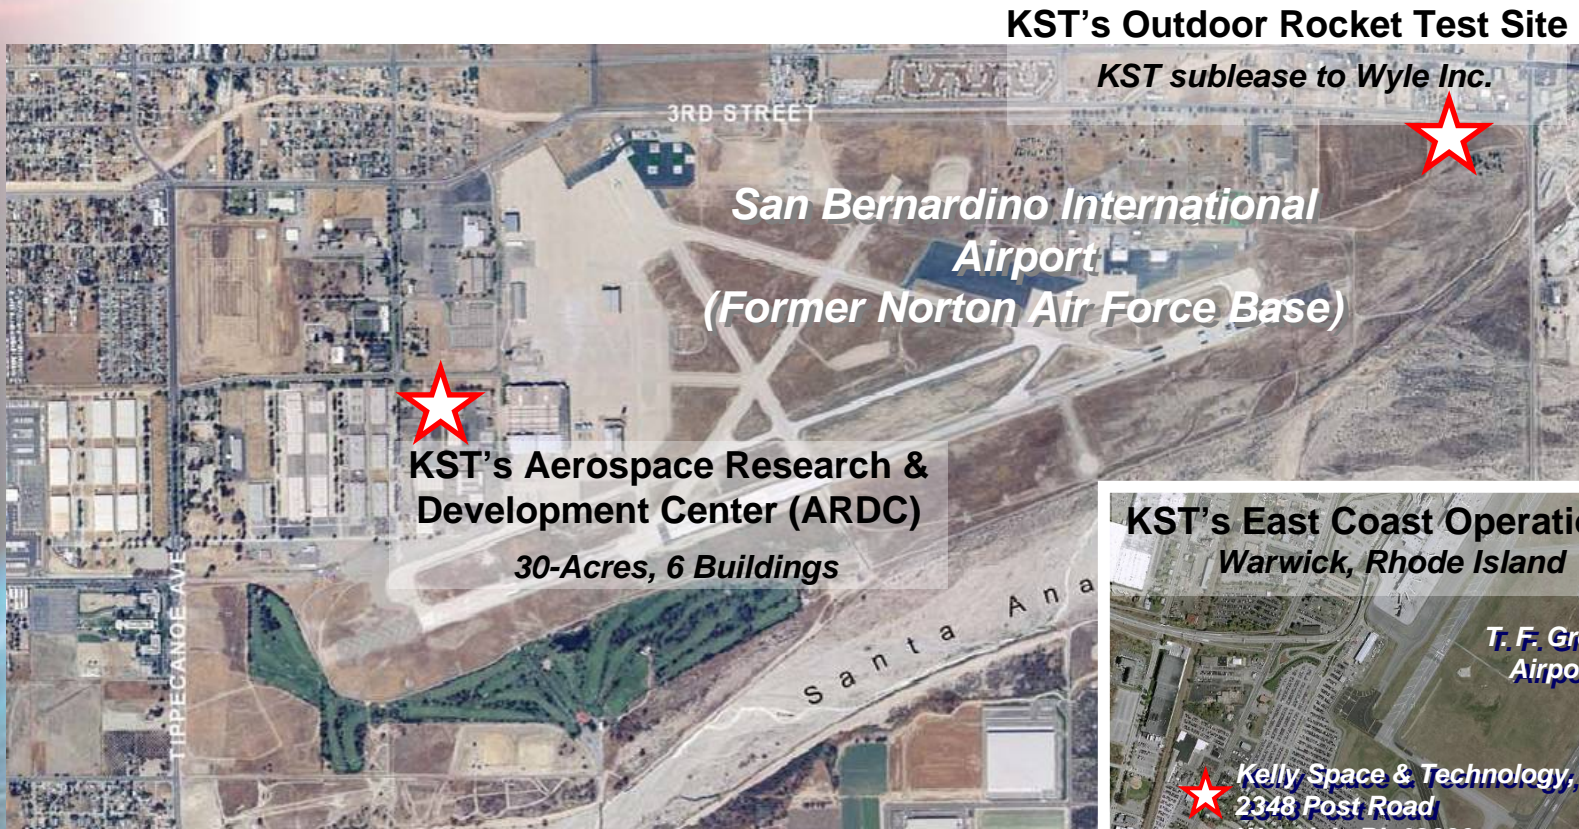 KST's Outdoor Rocket Test Site
KST sublease to Wyle Inc.
3RD STREET
San Bernardino International
Airport
(Former Norton Air Force Base)
KST's Aerospace Research &
Development Center (ARDC)
30-Acres, 6 Buildings
TIPPECANOE AVE
Santa Ana
KST's East Coast
Warwick, Rhode Island
T. F.
Kelly Space & Technology,
2348 Post Road